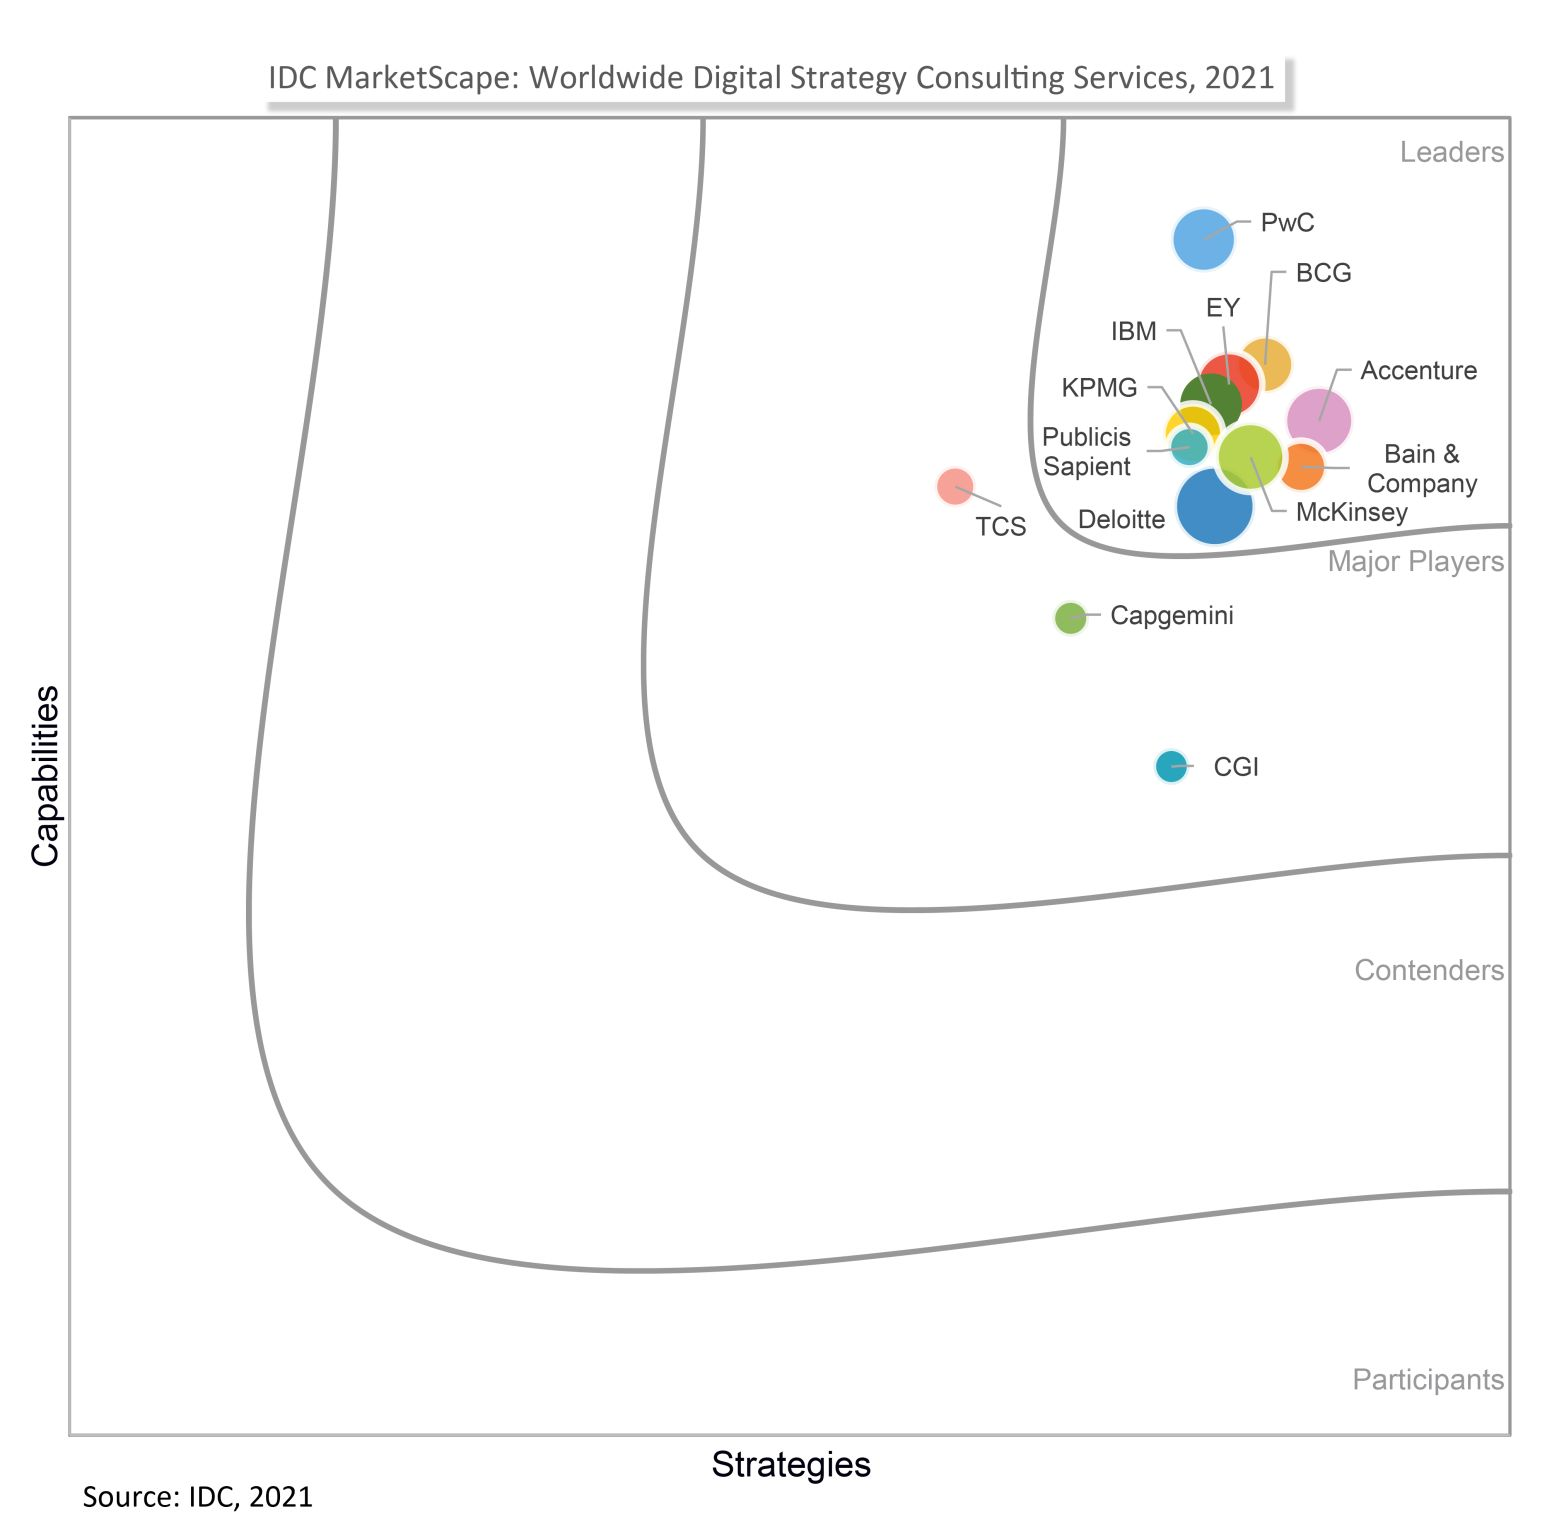 IDC MarketScape: Worldwide Digital Strategy Consulting Services, 2021
Leaders
PwC
BCG
EY
IBM
Accenture
KPMG
Publicis
Sapient
Bain &
Company
McKinsey
Deloitte
TCS
Major Players
Capgemini
CGI
Capabilities
Contenders
Participants
Strategies
Source: IDC, 2021